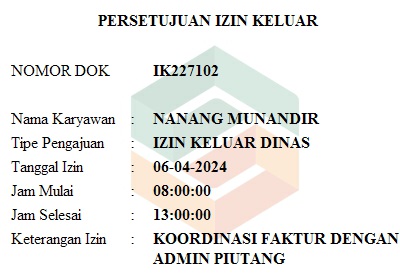 PERSETUJUAN IZIN KELUAR
NOMOR DOK IK227102
Nama Karyawan : NANANG MUNANDIR
Tipe Pengajuan : IZIN KELUAR DINAS
Tanggal Izin : 06-04-2024
Jam Mulai : 08:00:00
Jam Selesai : 13:00:00
Keterangan Izin : KOORDINASI FAKTUR DENGAN
ADMIN PIUTANG